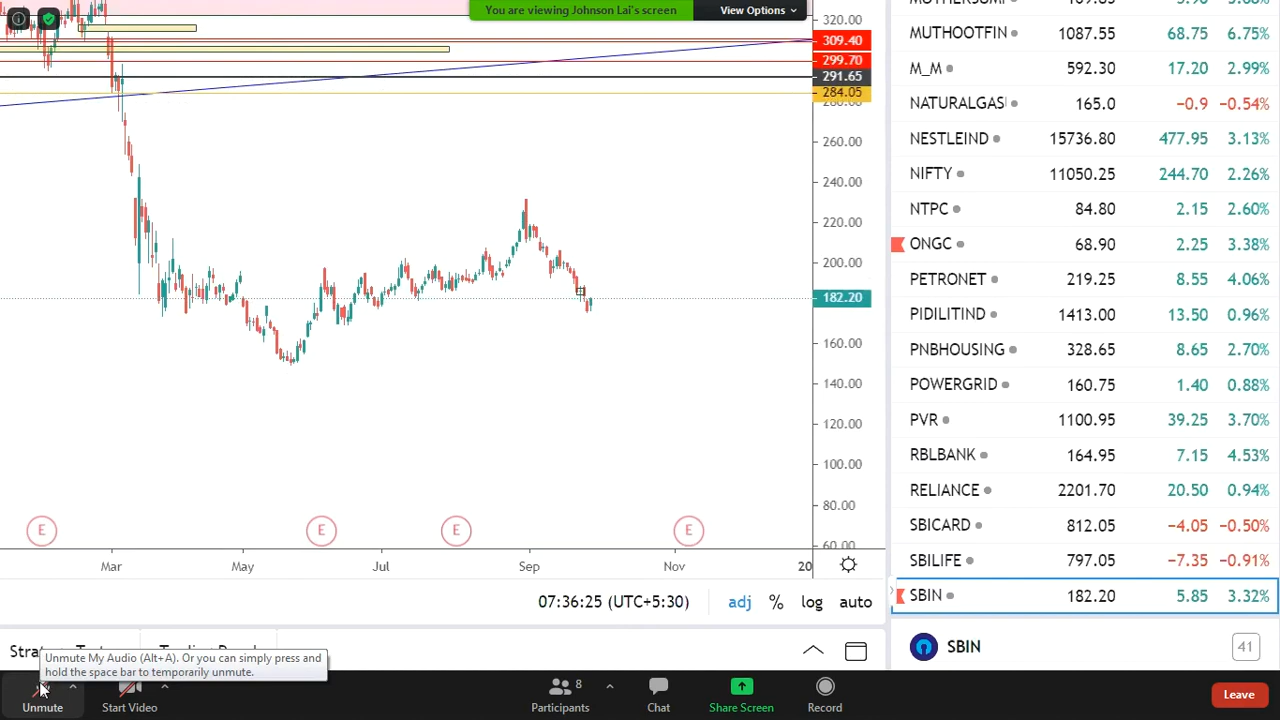 You are viewing Johnson Lai's screen
View Options
320.00
309.40
299.70
291.65
284.05
280.00
260.00
240.00
220.00
200.00
182.20
160.00
140.00
120.00
100.00
80.00
60.00
E
E
E
E
Mar
May
Jul
Sep
Nov
20
07:36:25 (UTC+5:30)
adj
%
log
auto
MUTHOOTFIN 1087.55 68.75 6.75%
M_M 592.30 17.20 2.99%
NATURALGAS 165.0 −0.9 −0.54%
NESTLEIND 15736.80 477.95 3.13%
NIFTY 11050.25 244.70 2.26%
NTPC 84.80 2.15 2.60%
ONGC 68.90 2.25 3.38%
PETRONET 219.25 8.55 4.06%
PIDILITIND 1413.00 13.50 0.96%
PNBHOUSING 328.65 8.65 2.70%
POWERGRID 160.75 1.40 0.88%
PVR 1100.95 39.25 3.70%
RBLBANK 164.95 7.15 4.53%
RELIANCE 2201.70 20.50 0.94%
SBICARD 812.05 −4.05 −0.50%
SBILIFE 797.05 −7.35 −0.91%
SBIN 182.20 5.85 3.32%
SBIN
41
Unmute My Audio (Alt+A). Or you can simply press and
hold the space bar to temporarily unmute.
Unmute
Start Video
8
Participants
Chat
Share Screen
Record
Leave